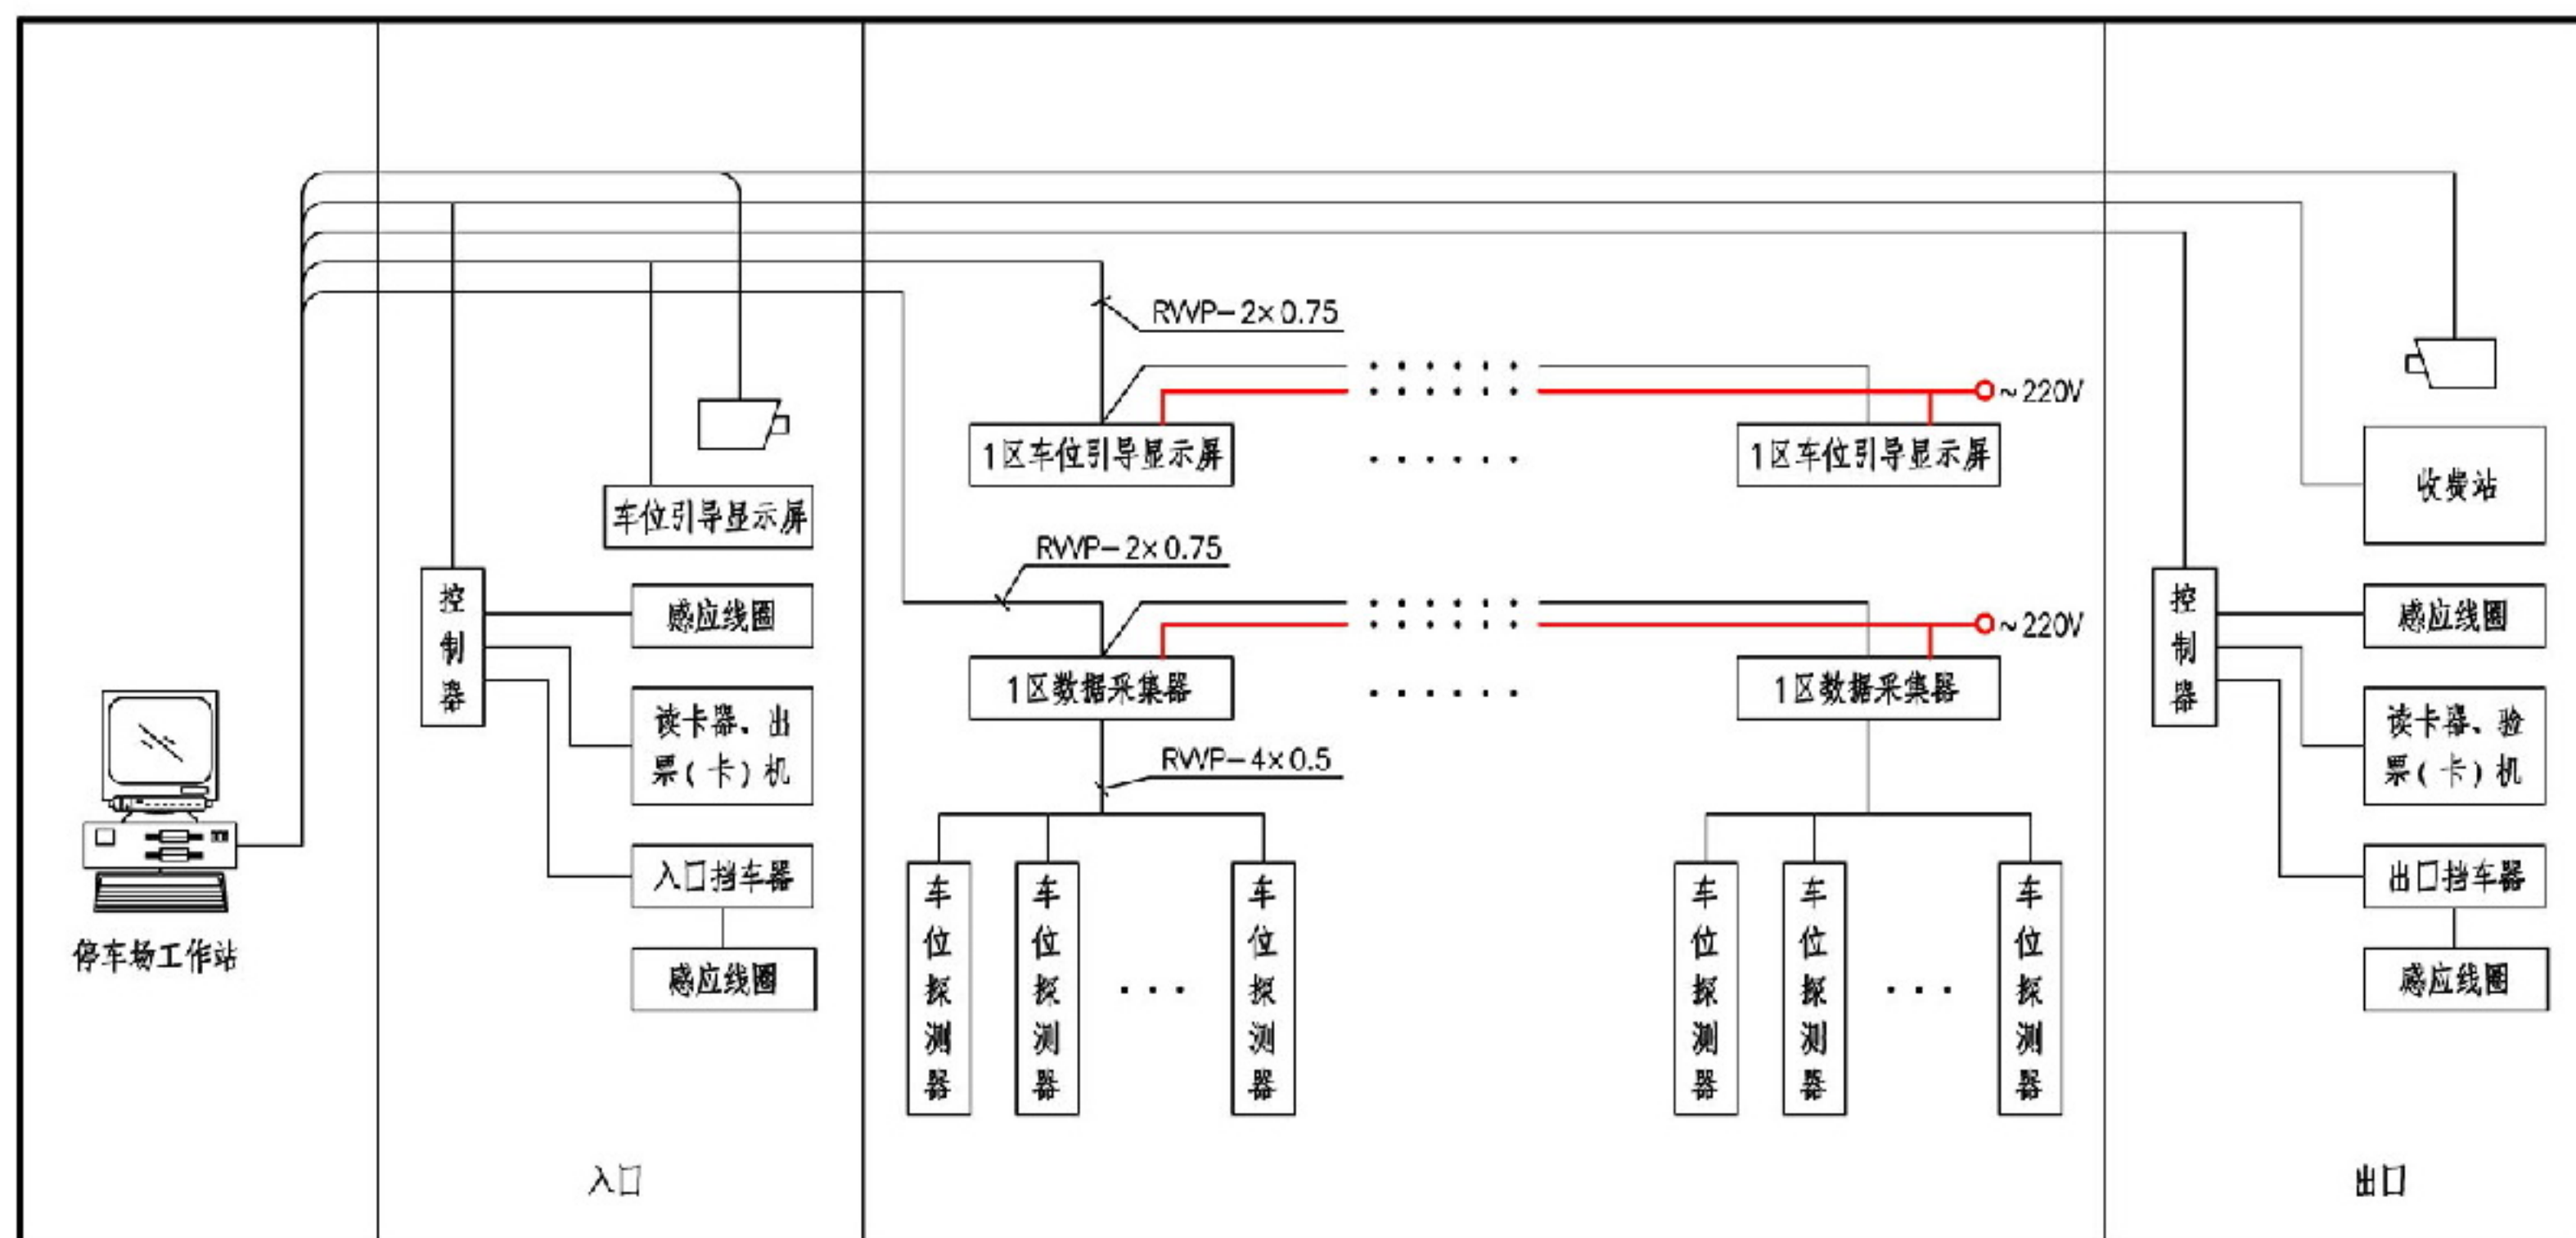 RVVP-2×0.75
~220V
1区车位引导显示屏
1区车位引导显示屏
收费站
车位引导显示屏
RVVP-2×0.75
控制器
感应线圈
~220V
控制器
感应线圈
1区数据采集器
1区数据采集器
读卡器、出
票(卡)机
读卡器、验
票(卡)机
RVVP-4×0.5
入口挡车器
出口挡车器
停车场工作站
感应线圈
车位探测器
车位探测器
...
车位探测器
车位探测器
车位探测器
...
车位探测器
感应线圈
入口
出口